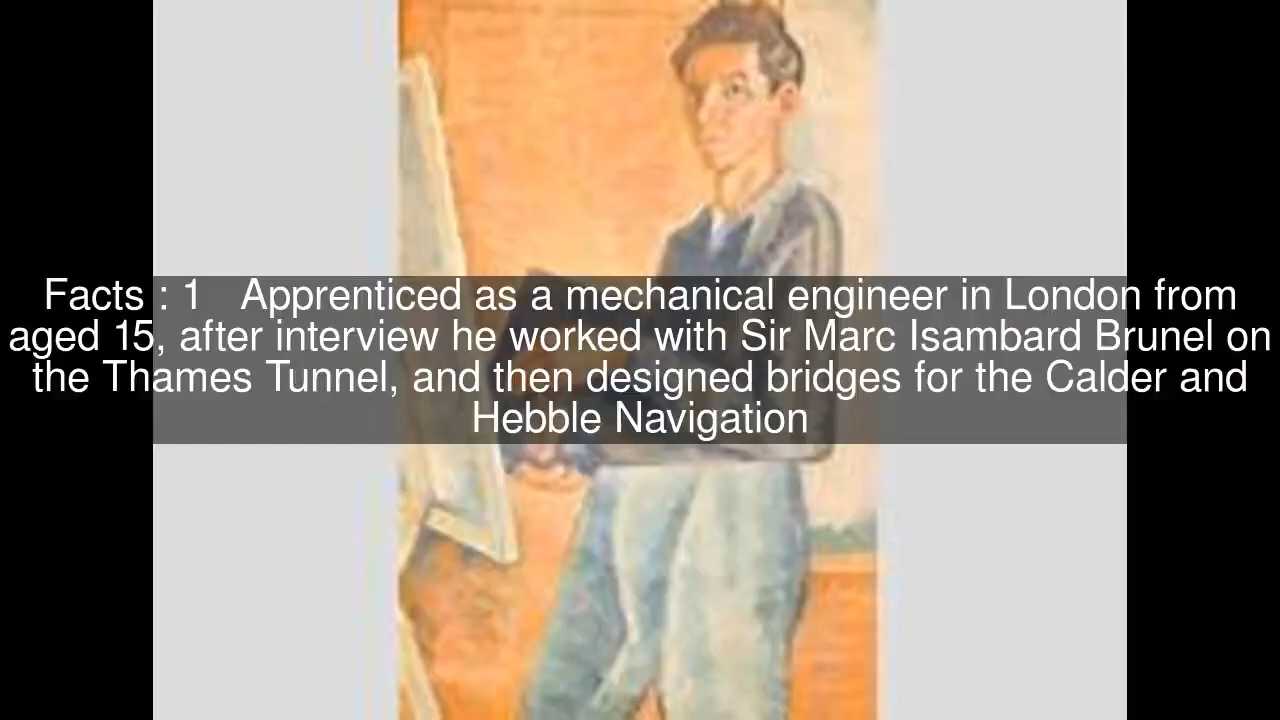 Facts : 1 Apprenticed as a mechanical engineer in London from
aged 15, after interview he worked with Sir Marc Isambard Brunel on
the Thames Tunnel, and then designed bridges for the Calder and
Hebble Navigation